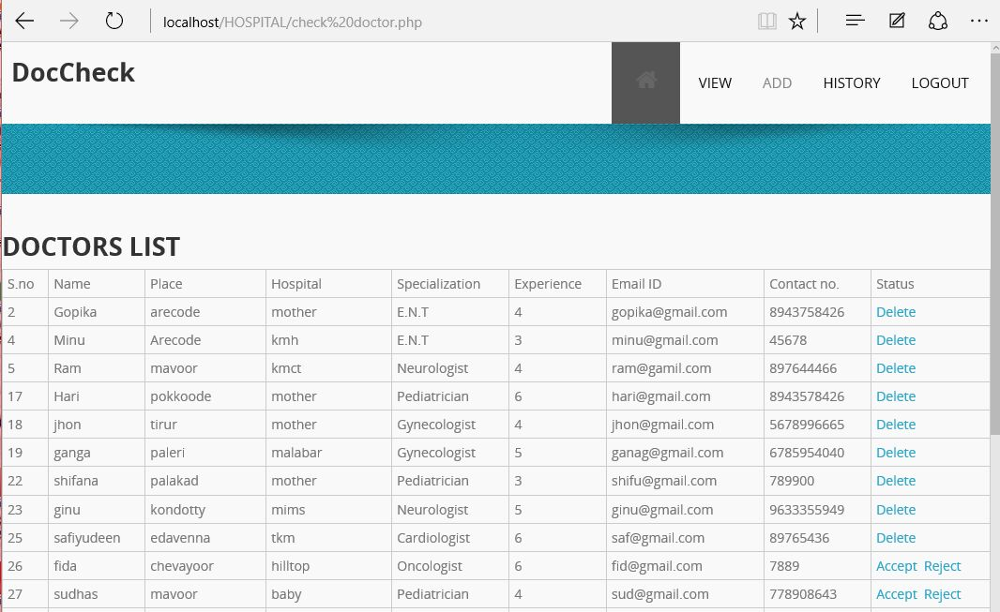 localhost/HOSPITAL/check%20doctor.php
DocCheck
VIEW ADD HISTORY LOGOUT
DOCTORS LIST
S.no Name Place Hospital Specialization Experience Email ID Contact no. Status
2 Gopika arecode mother E.N.T 4 gopika@gmail.com 8943758426 Delete
4 Minu Arecode kmh E.N.T 3 minu@gmail.com 45678 Delete
5 Ram mavoor kmct Neurologist 4 ram@gamil.com 897644466 Delete
17 Hari pokkoode mother Pediatrician 6 hari@gmail.com 8943578426 Delete
18 jhon tirur mother Gynecologist 4 jhon@gmail.com 5678996665 Delete
19 ganga paleri malabar Gynecologist 5 ganag@gmail.com 6785954040 Delete
22 shifana palakad mother Pediatrician 3 shifu@gmail.com 789900 Delete
23 ginu kondotty mims Neurologist 5 ginu@gmail.com 9633355949 Delete
25 safiyudeen edavenna tkm Cardiologist 6 saf@gmail.com 89765436 Delete
26 fida chevayoor hilltop Oncologist 6 fid@gmail.com 7889 Accept Reject
27 sudhas mavoor baby Pediatrician 4 sud@gmail.com 778908643 Accept Reject